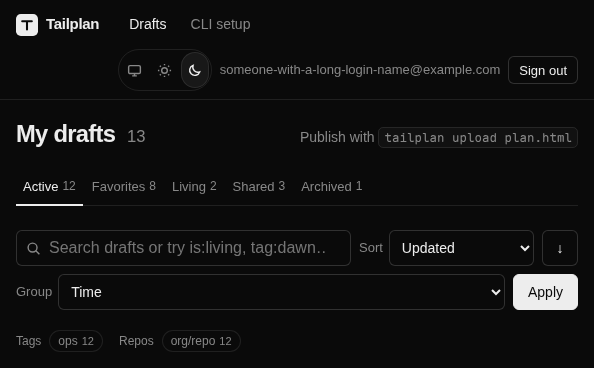 T Tailplan Drafts CLI setup
someone-with-a-long-login-name@example.com Sign out
My drafts 13 Publish with tailplan upload plan.html
Active 12 Favorites 8 Living 2 Shared 3 Archived 1
Search drafts or try is:living, tag:dawn.. Sort Updated ↓
Group Time Apply
Tags ops 12 Repos org/repo 12